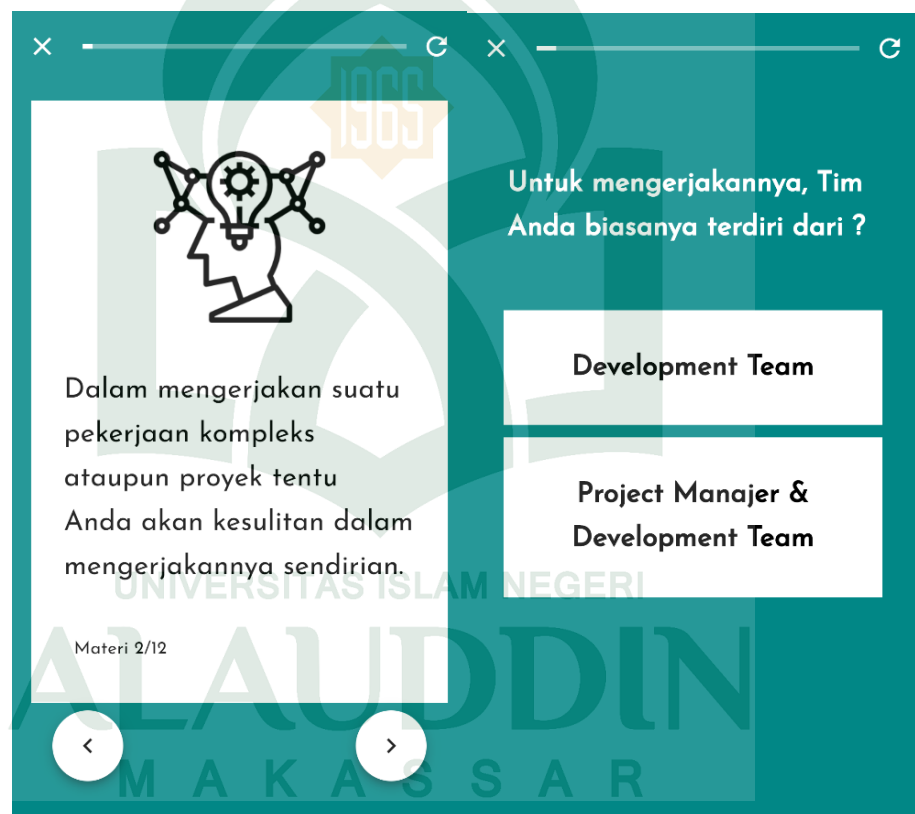 Dalam mengerjakan suatu
pekerjaan kompleks
ataupun proyek tentu
Anda akan kesulitan dalam
mengerjakannya sendirian.
Materi 2/12
Untuk mengerjakannya, Tim
Anda biasanya terdiri dari ?
Development Team
Project Manajer &
Development Team
1965
UNIVERSITAS ISLAM NEGERI
ALAUDDIN
MAKASSAR